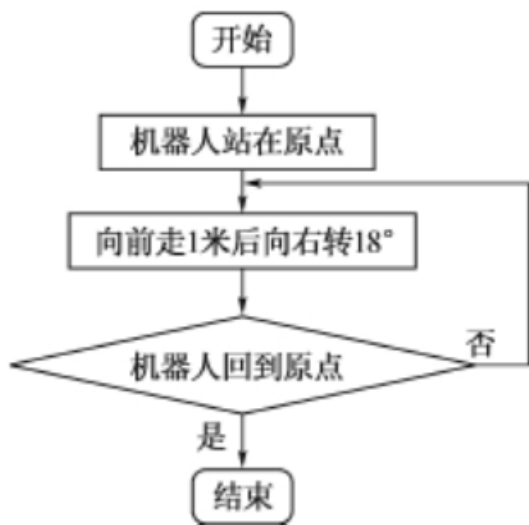 开始
机器人站在原点
向前走1米后向右转18°
机器人回到原点
否
是
结束